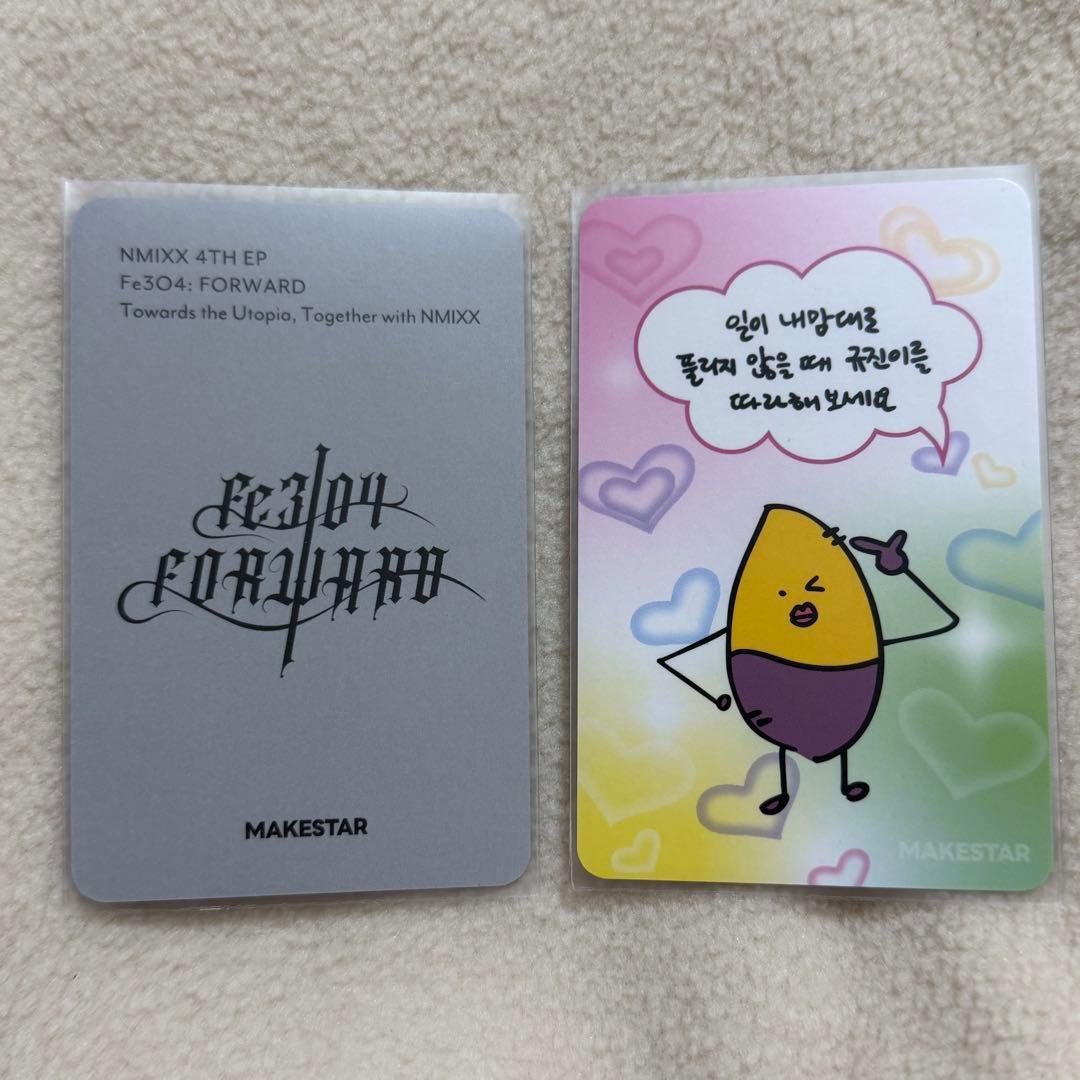 NMIXX 4TH EP
Fe3O4: FORWARD
Towards the Utopia, Together with NMIXX
Fe3O4
FORWARD
MAKESTAR
일이 내맘대로
풀리지 않을 때 규진이를
따라해 보세요
MAKESTAR